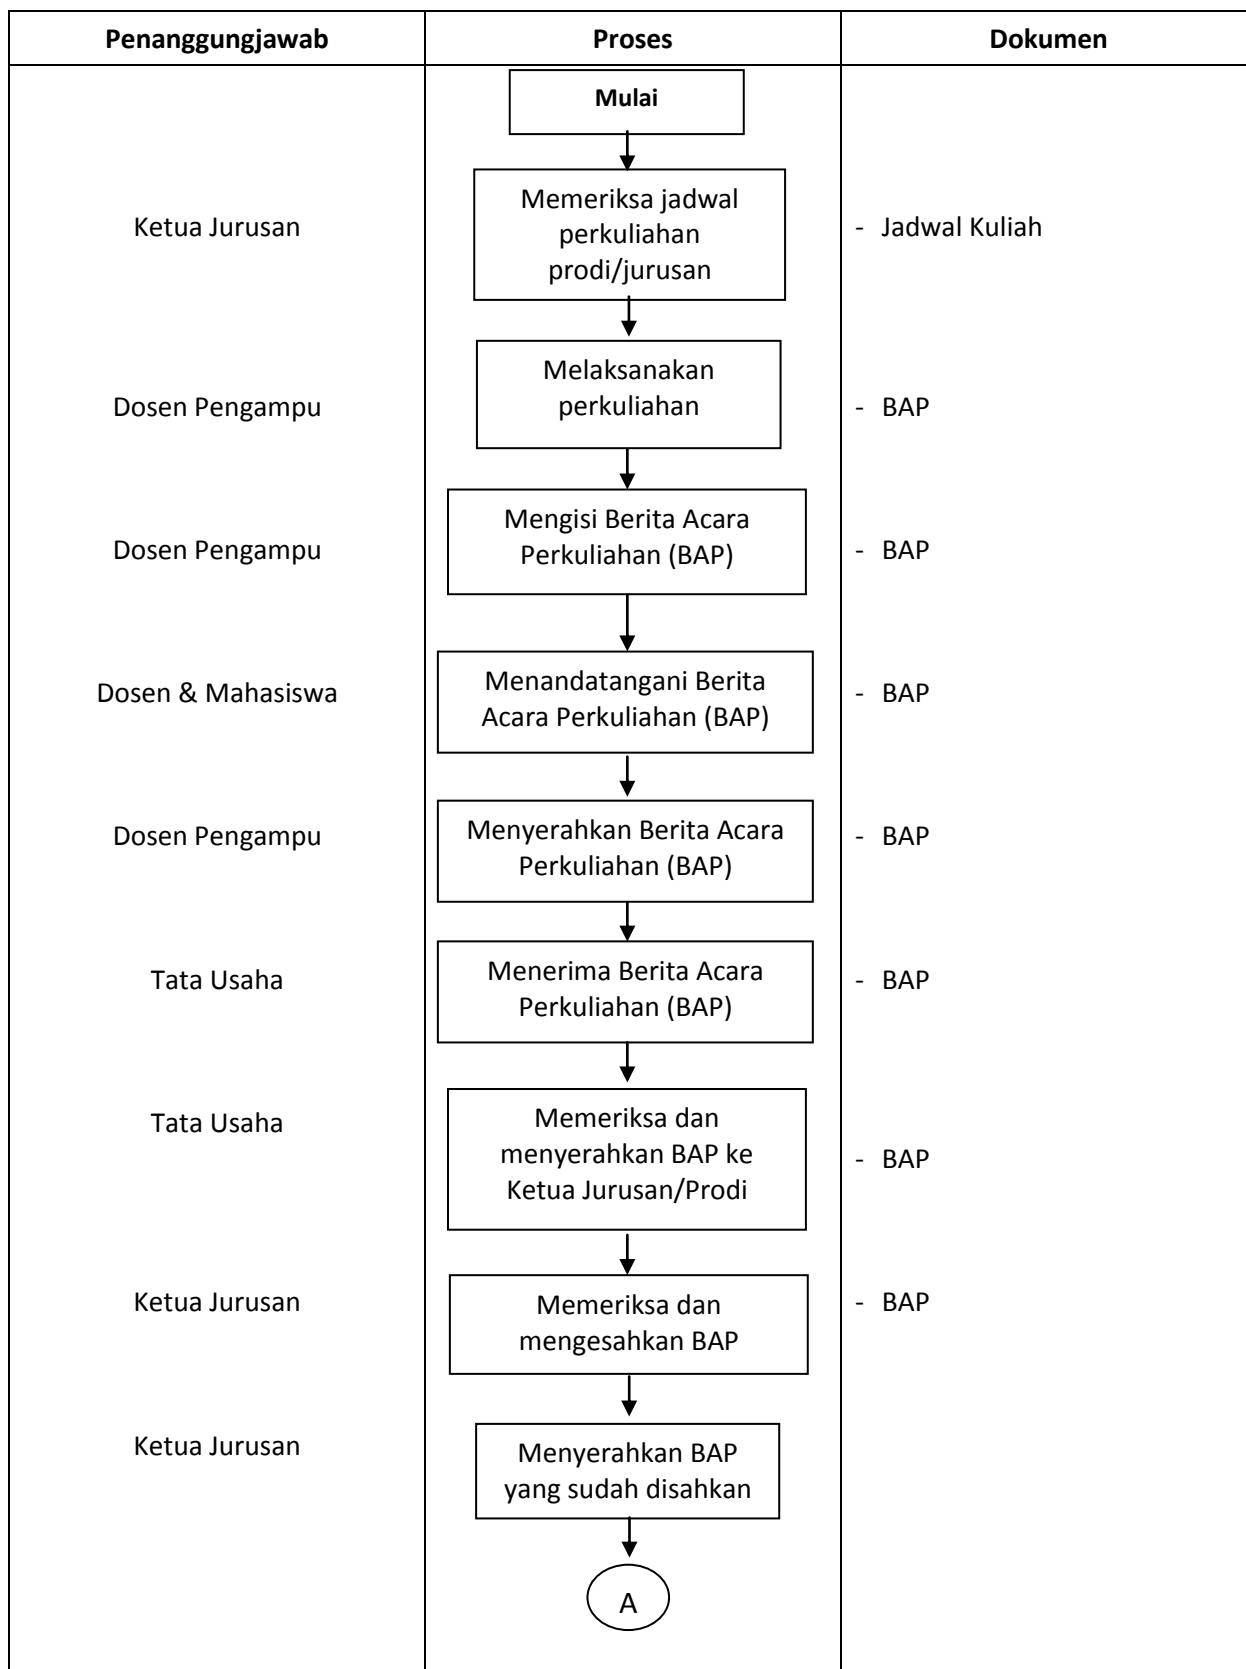 Penanggungjawab
Proses
Dokumen
Mulai
Ketua Jurusan
Memeriksa jadwal
perkuliahan
prodi/jurusan
- Jadwal Kuliah
Dosen Pengampu
Melaksanakan
perkuliahan
- BAP
Dosen Pengampu
Mengisi Berita Acara
Perkuliahan (BAP)
- BAP
Dosen & Mahasiswa
Menandatangani Berita
Acara Perkuliahan (BAP)
- BAP
Dosen Pengampu
Menyerahkan Berita Acara
Perkuliahan (BAP)
- BAP
Tata Usaha
Menerima Berita Acara
Perkuliahan (BAP)
- BAP
Tata Usaha
Memeriksa dan
menyerahkan BAP ke
Ketua Jurusan/Prodi
- BAP
Ketua Jurusan
Memeriksa dan
mengesahkan BAP
- BAP
Ketua Jurusan
Menyerahkan BAP
yang sudah disahkan
A